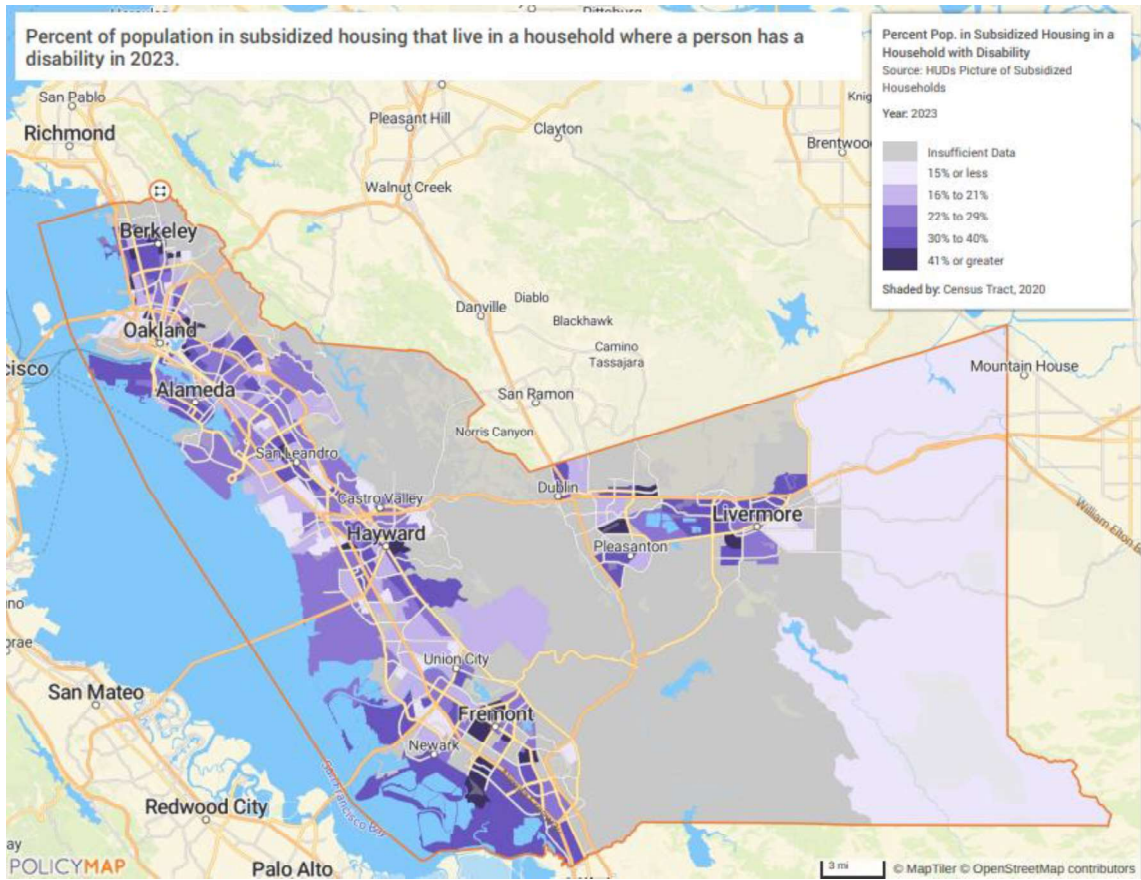 Percent of population in subsidized housing that live in a household where a person has a
disability in 2023.
Percent Pop. in Subsidized Housing in a
Household with Disability
Source: HUDs Picture of Subsidized
Households
Year: 2023
Insufficient Data
15% or less
16% to 21%
22% to 29%
30% to 40%
41% or greater
Shaded by: Census Tract, 2020
San Pablo
Richmond
Pleasant Hill
Clayton
Brentwoo
Walnut Creek
Berkeley
Danville
Diablo
Blackhawk
Oakland
Camino
Tassajara
cisco
Mountain House
Alameda
San Ramon
Norris Canyon
San Leandro
Dublin
Castro Valley
Livermore
William Elton B
Hayward
Pleasanton
no
brae
Union City
San Mateo
Fremont
Newark
San Francisco Bay
Redwood City
ay
POLICYMAP
Palo Alto
3 mi
© MapTiler © OpenStreetMap contributors